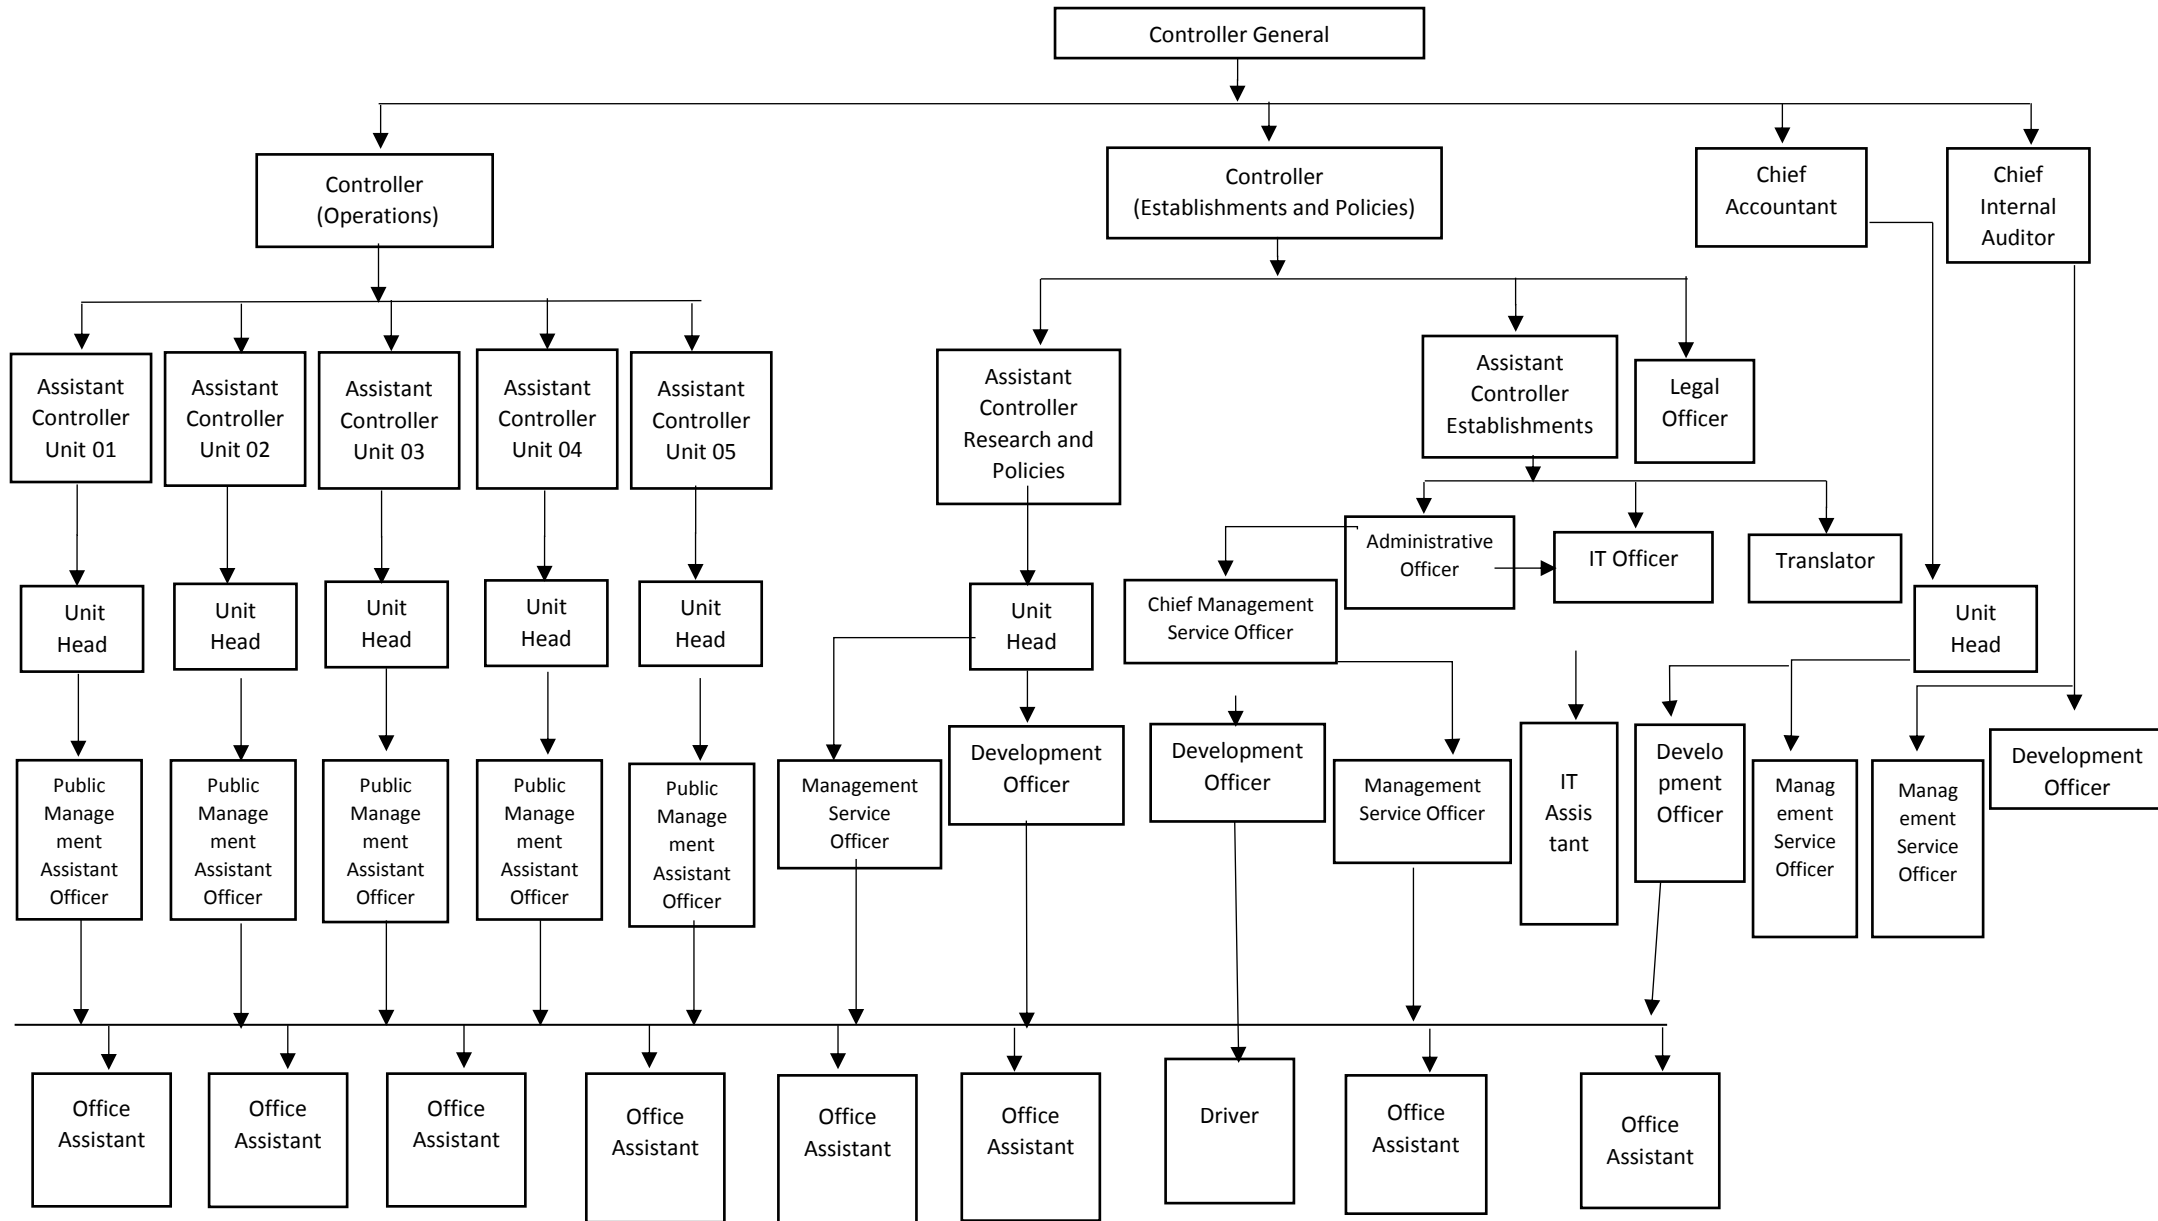 Controller General
Controller
(Operations)
Controller
(Establishments and Policies)
Chief
Accountant
Chief
Internal
Auditor
Assistant
Controller
Unit 01
Assistant
Controller
Unit 02
Assistant
Controller
Unit 03
Assistant
Controller
Unit 04
Assistant
Controller
Unit 05
Assistant
Controller
Research and
Policies
Assistant
Controller
Establishments
Legal
Officer
Administrative
Officer
IT Officer
Translator
Unit
Head
Unit
Head
Unit
Head
Unit
Head
Unit
Head
Unit
Head
Chief Management
Service Officer
Unit
Head
Public
Manage
ment
Assistant
Officer
Public
Manage
ment
Assistant
Officer
Public
Manage
ment
Assistant
Officer
Public
Manage
ment
Assistant
Officer
Public
Manage
ment
Assistant
Officer
Management
Service
Officer
Development
Officer
Development
Officer
Management
Service Officer
IT
Assis
tant
Develo
pment
Officer
Manag
ement
Service
Officer
Manag
ement
Service
Officer
Development
Officer
Office
Assistant
Office
Assistant
Office
Assistant
Office
Assistant
Office
Assistant
Office
Assistant
Driver
Office
Assistant
Office
Assistant